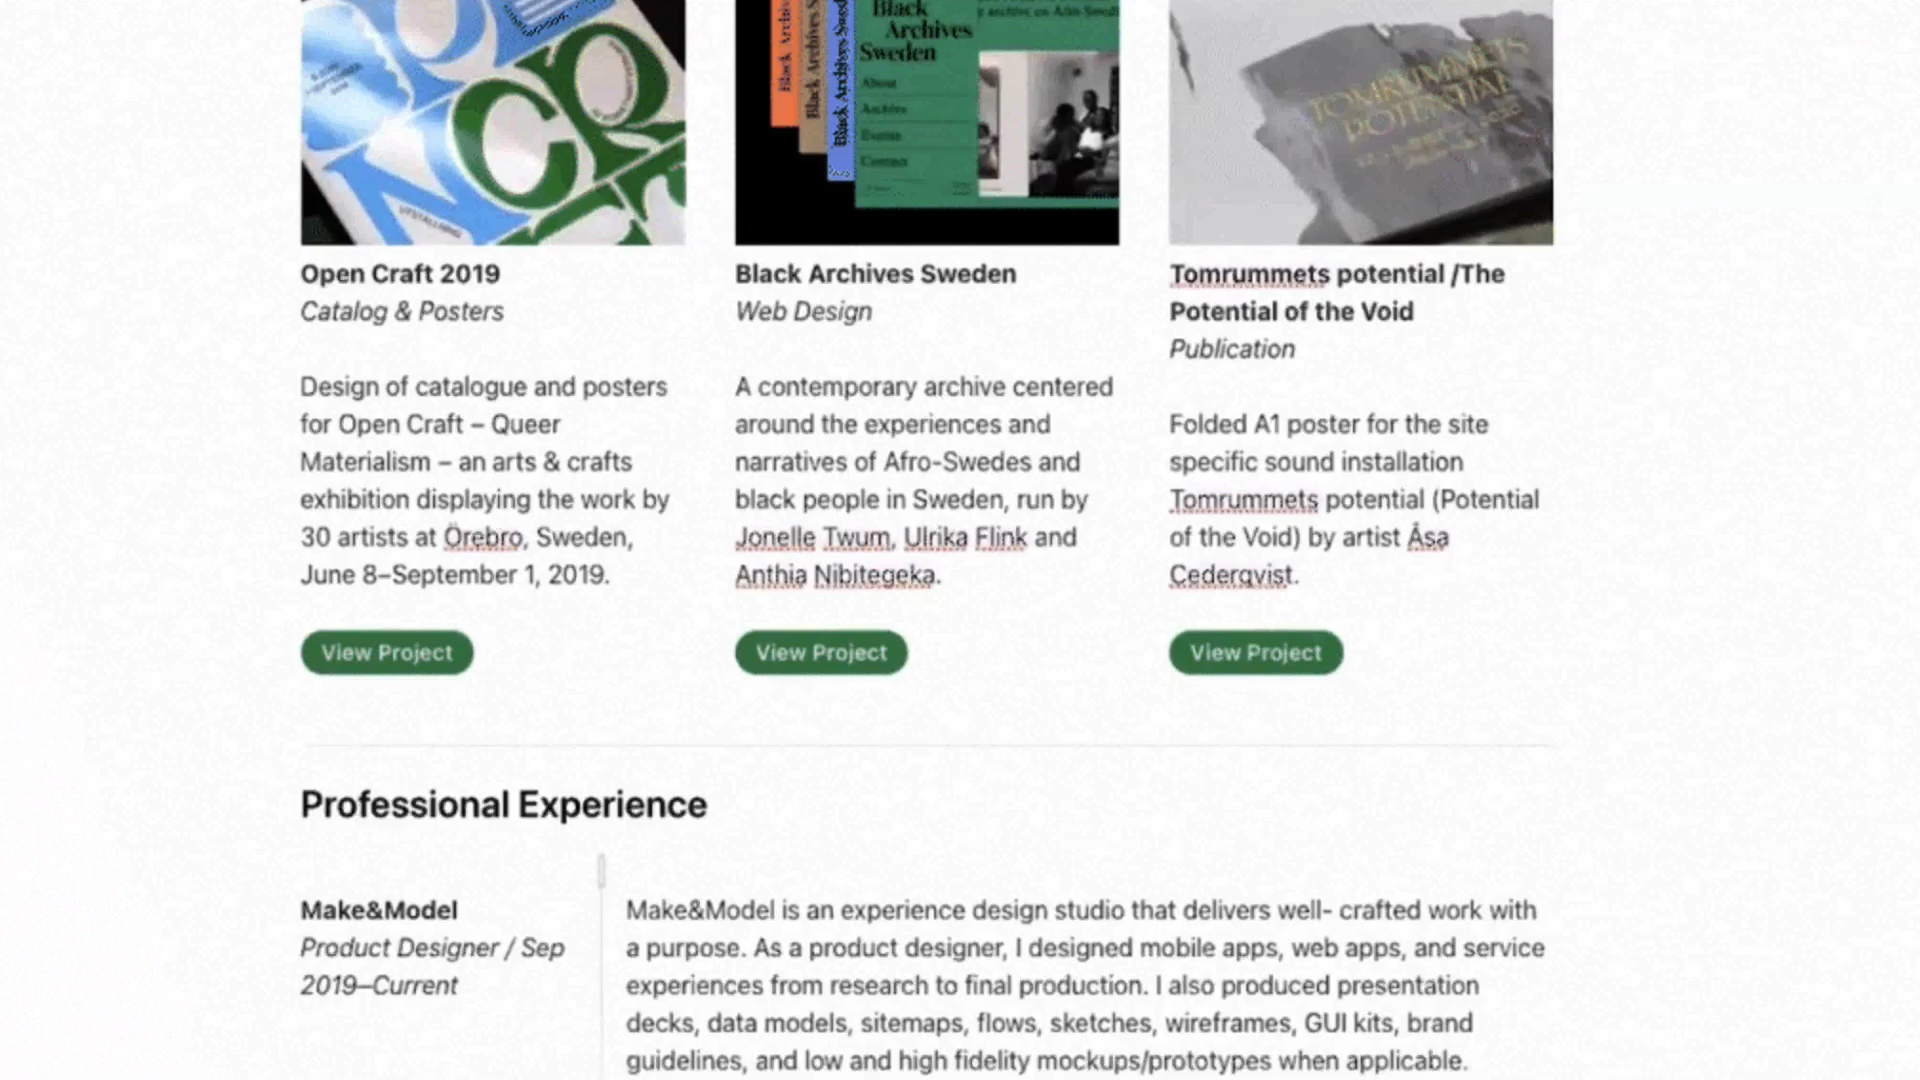 Black
Archives
Sweden
Black Archives S
Black Archives Sweden
About
Archive
Events
Contact
TOMRUMMETS
POTENTIAL
Open Craft 2019
Catalog & Posters
Design of catalogue and posters
for Open Craft – Queer
Materialism – an arts & crafts
exhibition displaying the work by
30 artists at Örebro, Sweden,
June 8–September 1, 2019.
View Project
Black Archives Sweden
Web Design
A contemporary archive centered
around the experiences and
narratives of Afro-Swedes and
black people in Sweden, run by
Jonelle Twum, Ulrika Flink and
Anthia Nibitegeka.
View Project
Tomrummets potential /The
Potential of the Void
Publication
Folded A1 poster for the site
specific sound installation
Tomrummets potential (Potential
of the Void) by artist Åsa
Cederqvist.
View Project
Professional Experience
Make&Model
Product Designer / Sep
2019–Current
Make&Model is an experience design studio that delivers well- crafted work with
a purpose. As a product designer, I designed mobile apps, web apps, and service
experiences from research to final production. I also produced presentation
decks, data models, sitemaps, flows, sketches, wireframes, GUI kits, brand
guidelines, and low and high fidelity mockups/prototypes when applicable.